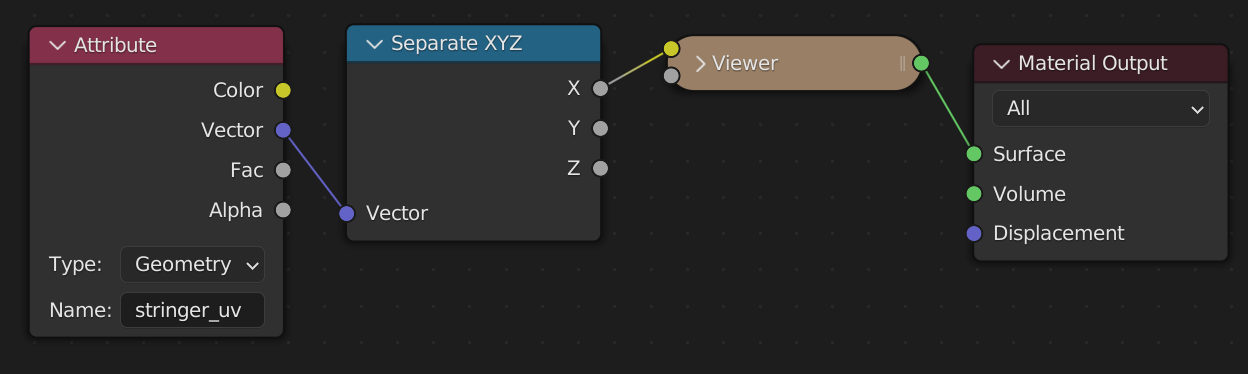 Attribute
Color
Vector
Fac
Alpha
Type: Geometry
Name: stringer_uv
Separate XYZ
X
Y
Z
Vector
Viewer
Material Output
All
Surface
Volume
Displacement